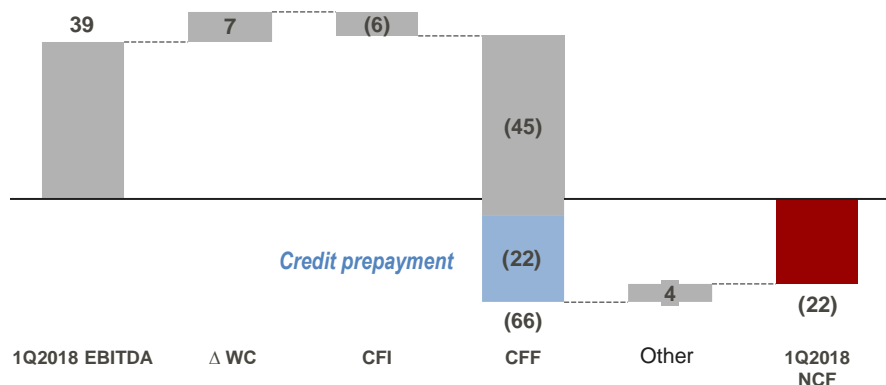 39
7
(6)
(45)
Credit prepayment
(22)
4
(66)
(22)
1Q2018 EBITDA
Δ WC
CFI
CFF
Other
1Q2018
NCF